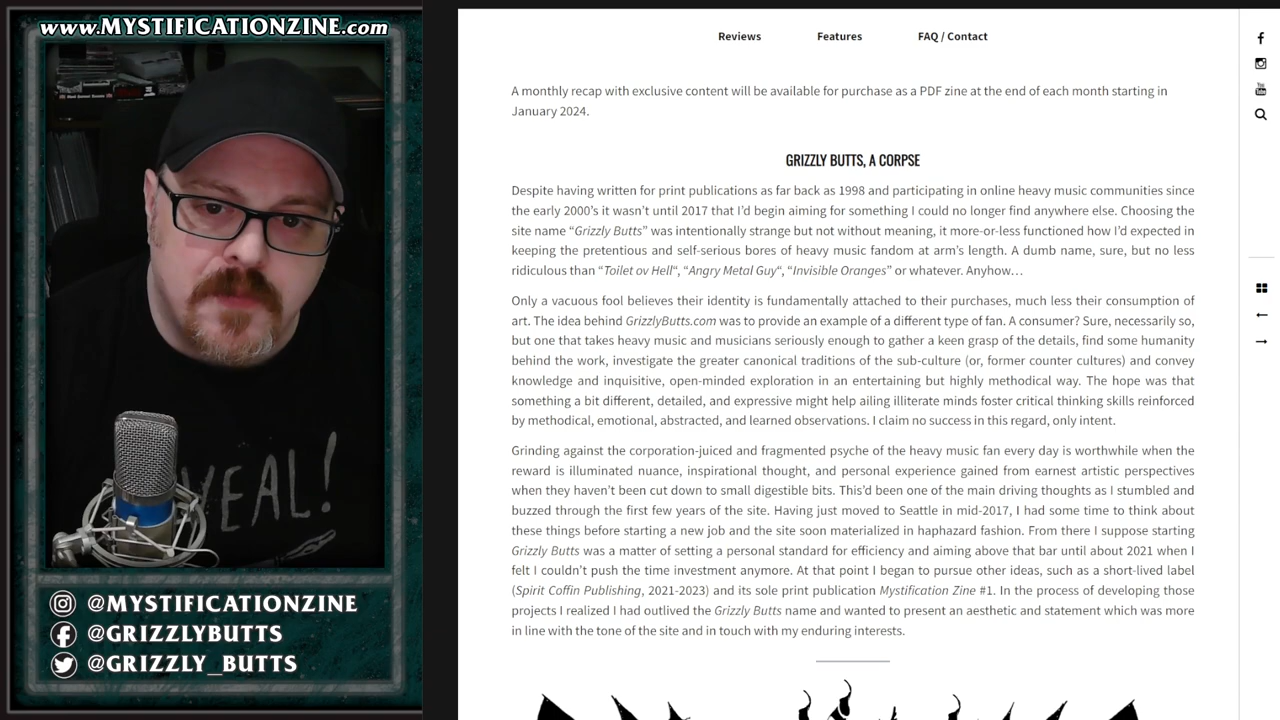 www.MYSTIFICATIONZINE.com
VEAL!
@MYSTIFICATIONZINE
@GRIZZLYBUTTS
@GRIZZLY_BUTTS
Reviews Features FAQ / Contact
A monthly recap with exclusive content will be available for purchase as a PDF zine at the end of each month starting in
January 2024.
GRIZZLY BUTTS, A CORPSE
Despite having written for print publications as far back as 1998 and participating in online heavy music communities since
the early 2000's it wasn't until 2017 that I'd begin aiming for something I could no longer find anywhere else. Choosing the
site name “Grizzly Butts” was intentionally strange but not without meaning, it more-or-less functioned how I'd expected in
keeping the pretentious and self-serious bores of heavy music fandom at arm's length. A dumb name, sure, but no less
ridiculous than “Toilet ov Hell“, “Angry Metal Guy“, “Invisible Oranges” or whatever. Anyhow…
Only a vacuous fool believes their identity is fundamentally attached to their purchases, much less their consumption of
art. The idea behind GrizzlyButts.com was to provide an example of a different type of fan. A consumer? Sure, necessarily so,
but one that takes heavy music and musicians seriously enough to gather a keen grasp of the details, find some humanity
behind the work, investigate the greater canonical traditions of the sub-culture (or, former counter cultures) and convey
knowledge and inquisitive, open-minded exploration in an entertaining but highly methodical way. The hope was that
something a bit different, detailed, and expressive might help ailing illiterate minds foster critical thinking skills reinforced
by methodical, emotional, abstracted, and learned observations. I claim no success in this regard, only intent.
Grinding against the corporation-juiced and fragmented psyche of the heavy music fan every day is worthwhile when the
reward is illuminated nuance, inspirational thought, and personal experience gained from earnest artistic perspectives
when they haven't been cut down to small digestible bits. This'd been one of the main driving thoughts as I stumbled and
buzzed through the first few years of the site. Having just moved to Seattle in mid-2017, I had some time to think about
these things before starting a new job and the site soon materialized in haphazard fashion. From there I suppose starting
Grizzly Butts was a matter of setting a personal standard for efficiency and aiming above that bar until about 2021 when I
felt I couldn't push the time investment anymore. At that point I began to pursue other ideas, such as a short-lived label
(Spirit Coffin Publishing, 2021-2023) and its sole print publication Mystification Zine #1. In the process of developing those
projects I realized I had outlived the Grizzly Butts name and wanted to present an aesthetic and statement which was more
in line with the tone of the site and in touch with my enduring interests.